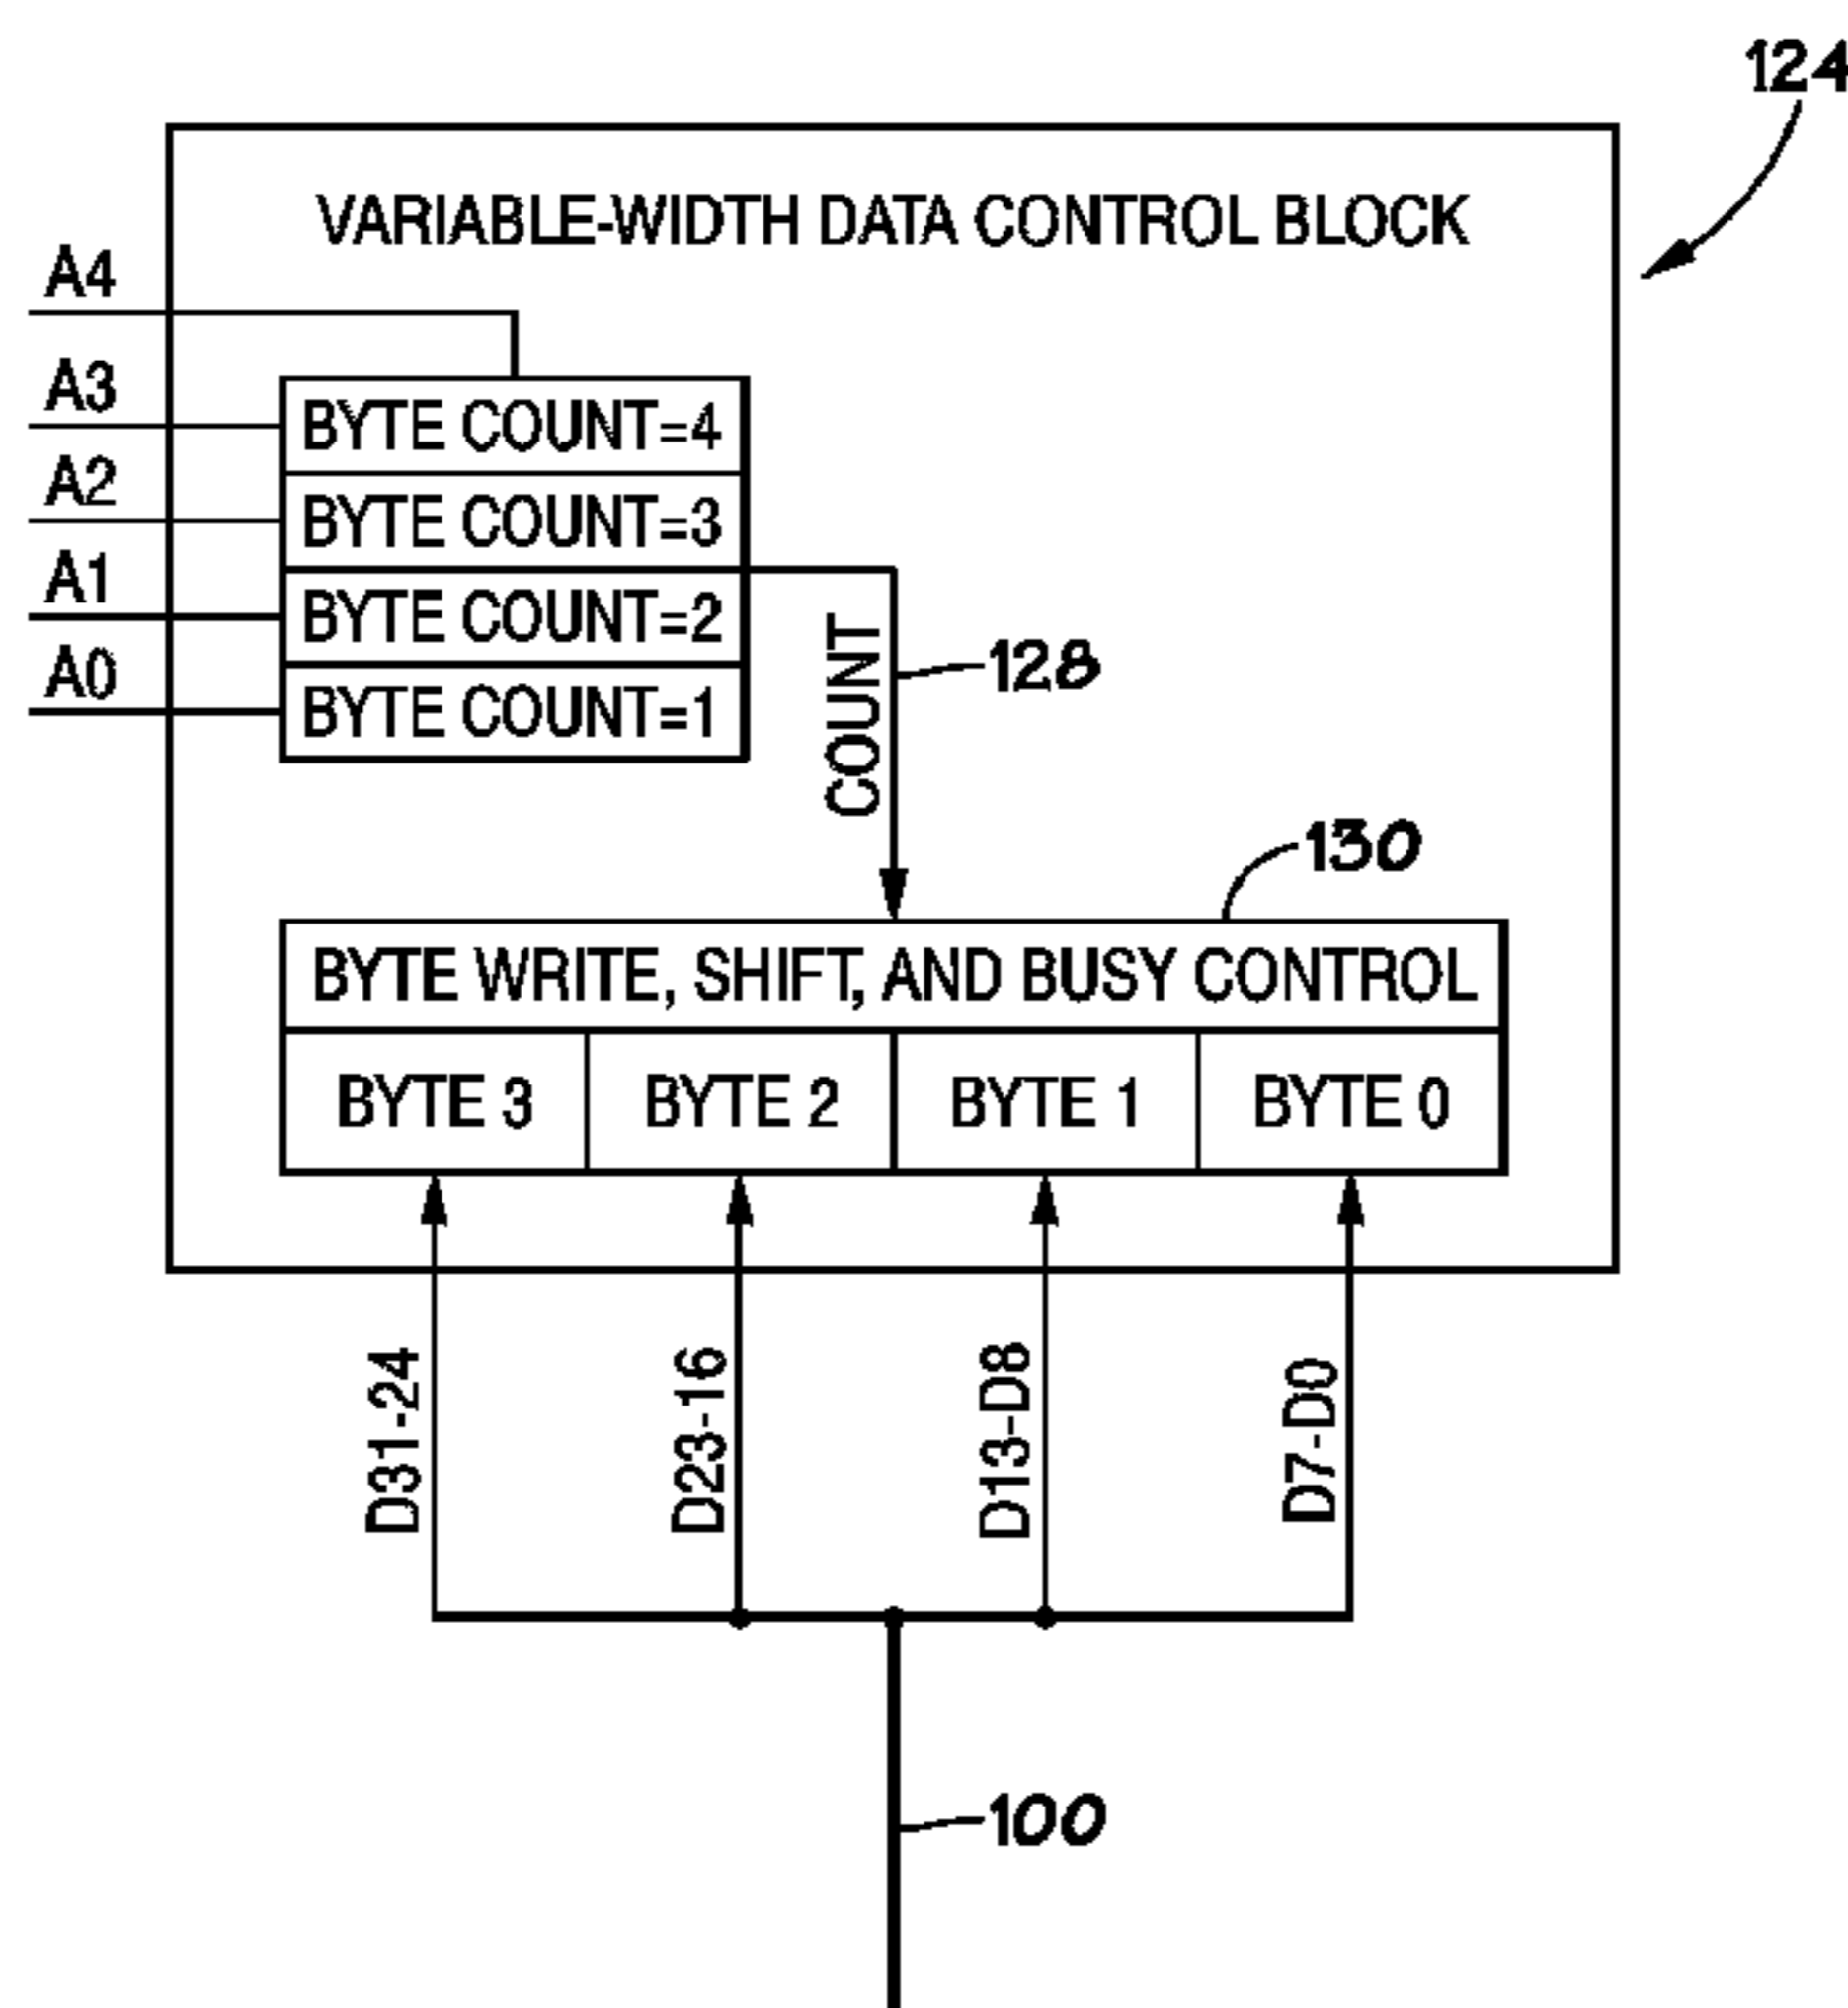 124
VARIABLE-WIDTH DATA CONTROL BLOCK
A4
A3
BYTE COUNT=4
A2
BYTE COUNT=3
A1
BYTE COUNT=2
A0
BYTE COUNT=1
COUNT
128
130
BYTE WRITE, SHIFT, AND BUSY CONTROL
BYTE 3
BYTE 2
BYTE 1
BYTE 0
D31-24
D23-16
D13-D8
D7-D0
100